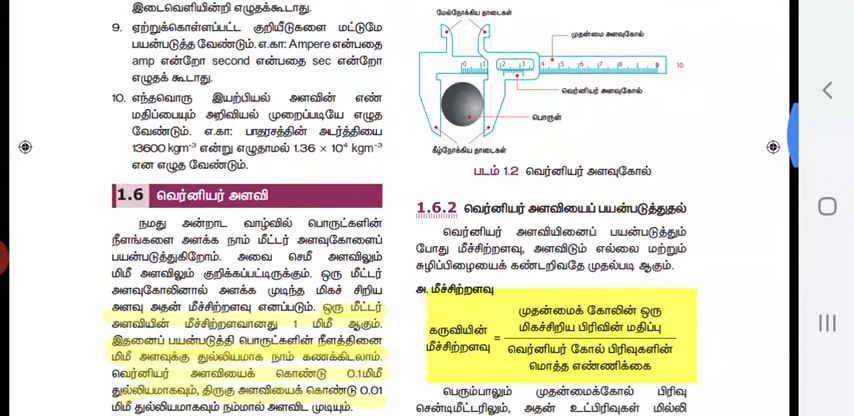 இடைவெளியின்றி எழுதக்கூடாது.
9. ஏற்றுக்கொள்ளப்பட்ட குறியீடுகளை மட்டுமே
பயன்படுத்த வேண்டும். எ.கா: Ampere என்பதை
amp என்றோ second என்பதை sec என்றோ
எழுதக் கூடாது.
10. எந்தவொரு இயற்பியல் அளவின் எண்
மதிப்பையும் அறிவியல் முறைப்படியே எழுத
வேண்டும். எ.கா: பாதரசத்தின் அடர்த்தியை
13600 kgm⁻³ என்று எழுதாமல் 1.36 × 10⁴ kgm⁻³
என எழுத வேண்டும்.
1.6 வெர்னியர் அளவி
நமது அன்றாட வாழ்வில் பொருட்களின்
நீளங்களை அளக்க நாம் மீட்டர் அளவுகோளைப்
பயன்படுத்துகிறோம். அவை செமீ அளவிலும்
மிமீ அளவிலும் குறிக்கப்பட்டிருக்கும். ஒரு மீட்டர்
அளவுகோலினால் அளக்க முடிந்த மிகச் சிறிய
அளவு அதன் மீச்சிற்றளவு எனப்படும். ஒரு மீட்டர்
அளவியின் மீச்சிற்றளவானது 1 மிமீ ஆகும்.
இதனைப் பயன்படுத்தி பொருட்களின் நீளத்தினை
மிமீ அளவுக்கு துல்லியமாக நாம் கணக்கிடலாம்.
வெர்னியர் அளவியைக் கொண்டு 0.1மிமீ
துல்லியமாகவும், திருகு அளவியைக் கொண்டு 0.01
மிமீ துல்லியமாகவும் நம்மால் அளவிட முடியும்.
மேல்நோக்கிய தாடைகள்
முதன்மை அளவுகோல்
0 1 2 3 4 5 6 7 8 9 10
வெர்னியர் அளவுகோல்
பொருள்
கீழ்நோக்கிய தாடைகள்
படம் 1.2 வெர்னியர் அளவுகோல்
1.6.2 வெர்னியர் அளவியைப் பயன்படுத்துதல்
வெர்னியர் அளவியினைப் பயன்படுத்தும்
போது மீச்சிற்றளவு, அளவிடும் எல்லை மற்றும்
சுழிப்பிழையைக் கண்டறிவதே முதல்படி ஆகும்.
அ. மீச்சிற்றளவு
முதன்மைக் கோலின் ஒரு
மிகச்சிறிய பிரிவின் மதிப்பு
கருவியின்
மீச்சிற்றளவு =
வெர்னியர் கோல் பிரிவுகளின்
மொத்த எண்ணிக்கை
பெரும்பாலும் முதன்மைக்கோல் பிரிவு
சென்டிமீட்டரிலும், அதன் உட்பிரிவுகள் மில்லி